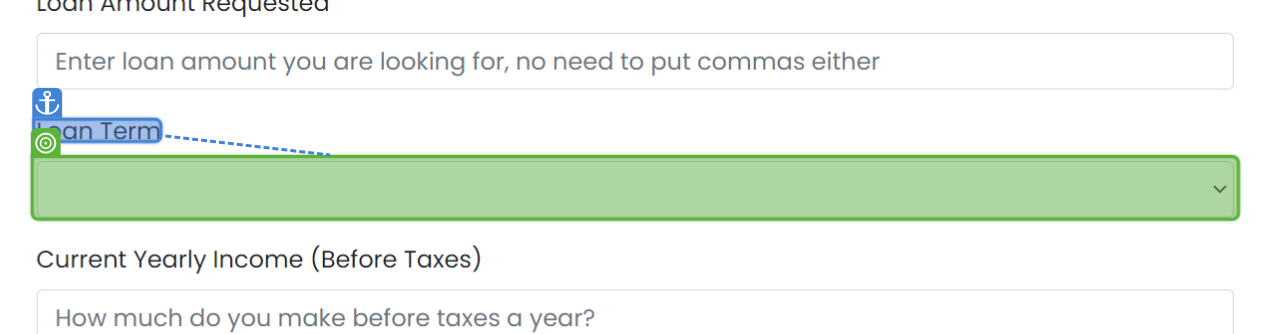 Loan Amount Requested
Enter loan amount you are looking for, no need to put commas either
Loan Term
Current Yearly Income (Before Taxes)
How much do you make before taxes a year?